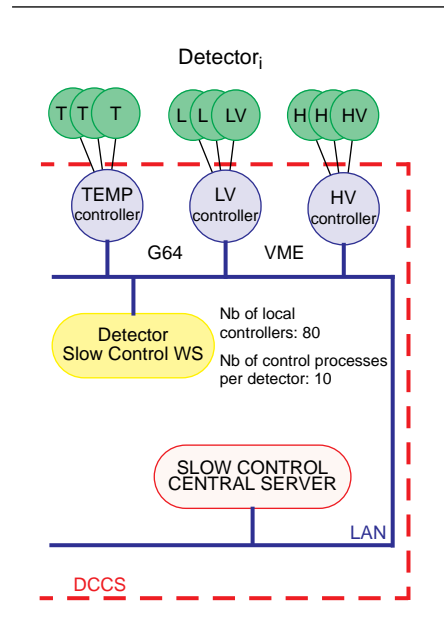 Detectori
T T T L L LV H H HV
TEMP
controller
LV
controller
HV
controller
G64 VME
Detector
Slow Control WS
Nb of local
controllers: 80
Nb of control processes
per detector: 10
SLOW CONTROL
CENTRAL SERVER
LAN
DCCS